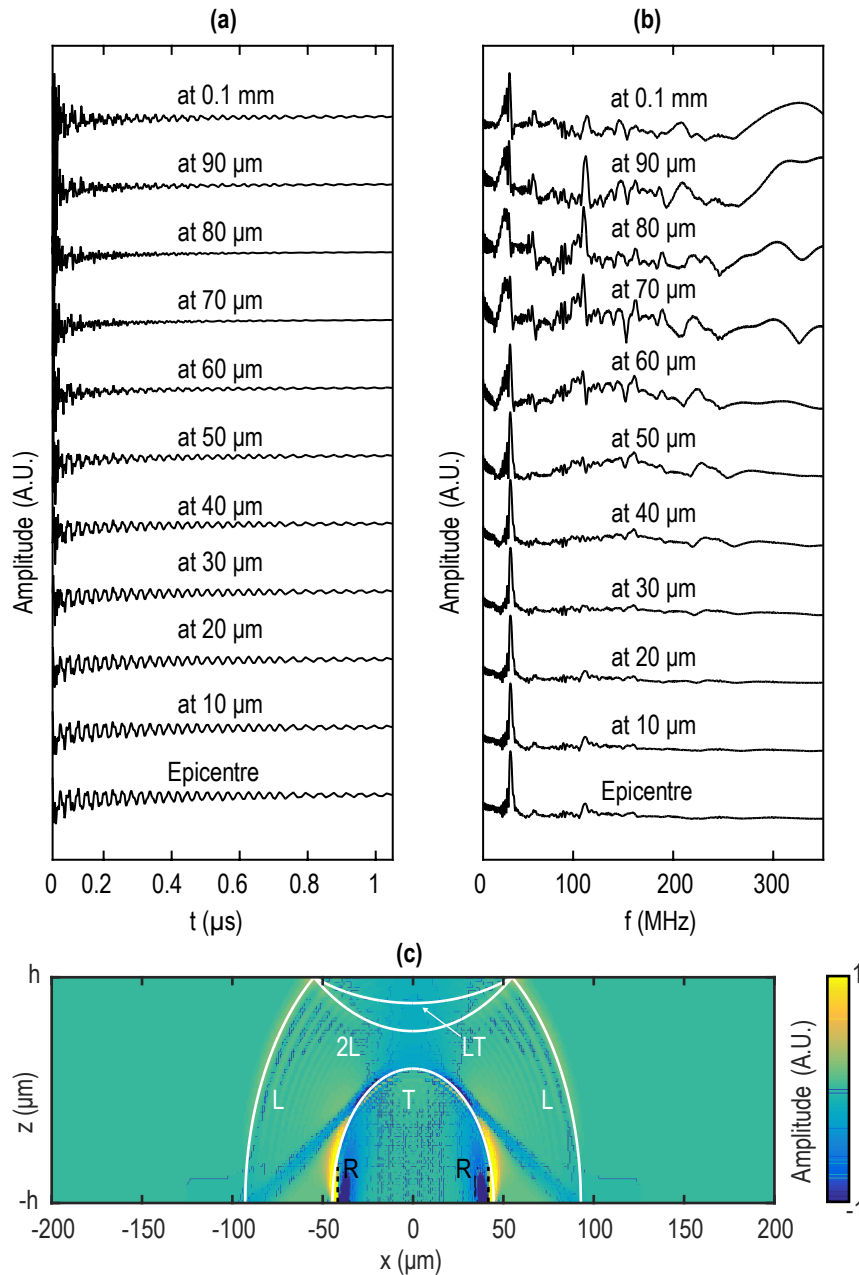 (a)
(b)
Amplitude (A.U.)
at 0.1 mm
at 90 µm
at 80 µm
at 70 µm
at 60 µm
at 50 µm
at 40 µm
at 30 µm
at 20 µm
at 10 µm
Epicentre
0 0.2 0.4 0.6 0.8 1
t (µs)
Amplitude (A.U.)
at 0.1 mm
at 90 µm
at 80 µm
at 70 µm
at 60 µm
at 50 µm
at 40 µm
at 30 µm
at 20 µm
at 10 µm
Epicentre
0 100 200 300
f (MHz)
(c)
h
z (µm)
-h
2L LT
L T L
R R
-200 -150 -100 -50 0 50 100 150 200
x (µm)
1
Amplitude (A.U.)
-1